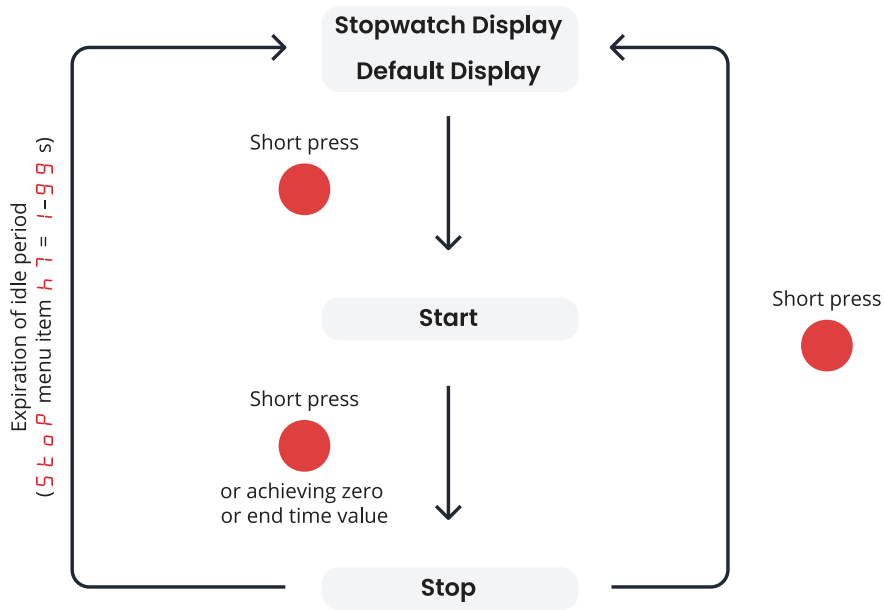 Stopwatch Display
Default Display
Short press
Start
Short press
Short press
or achieving zero
or end time value
Stop
Expiration of idle period
(StoP menu item h7 = 1-99 s)